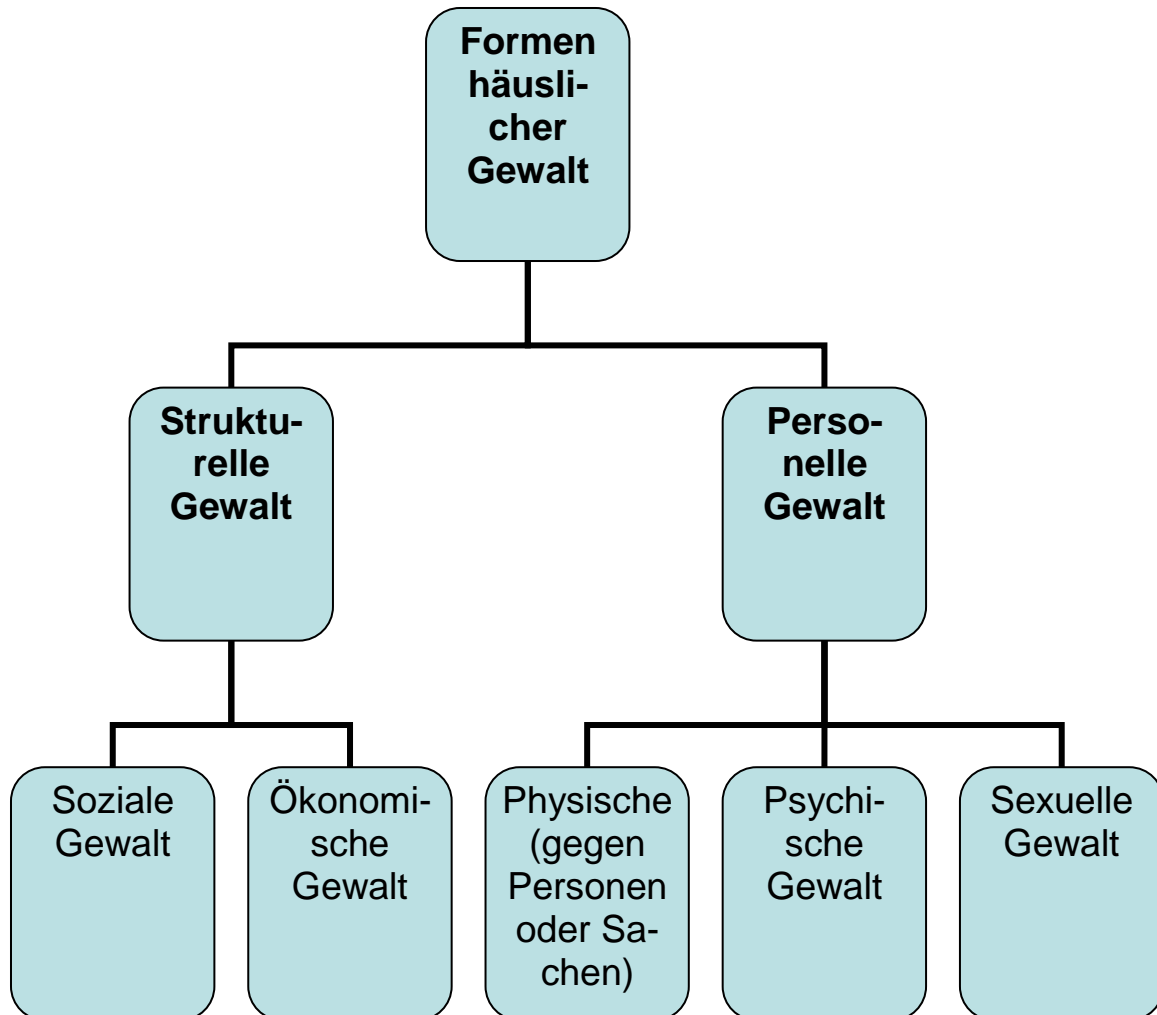 Formen
häusli-
cher
Gewalt
Struktu-
relle
Gewalt
Perso-
nelle
Gewalt
Soziale
Gewalt
Ökonomi-
sche
Gewalt
Physische
(gegen
Personen
oder Sa-
chen)
Psychi-
sche
Gewalt
Sexuelle
Gewalt